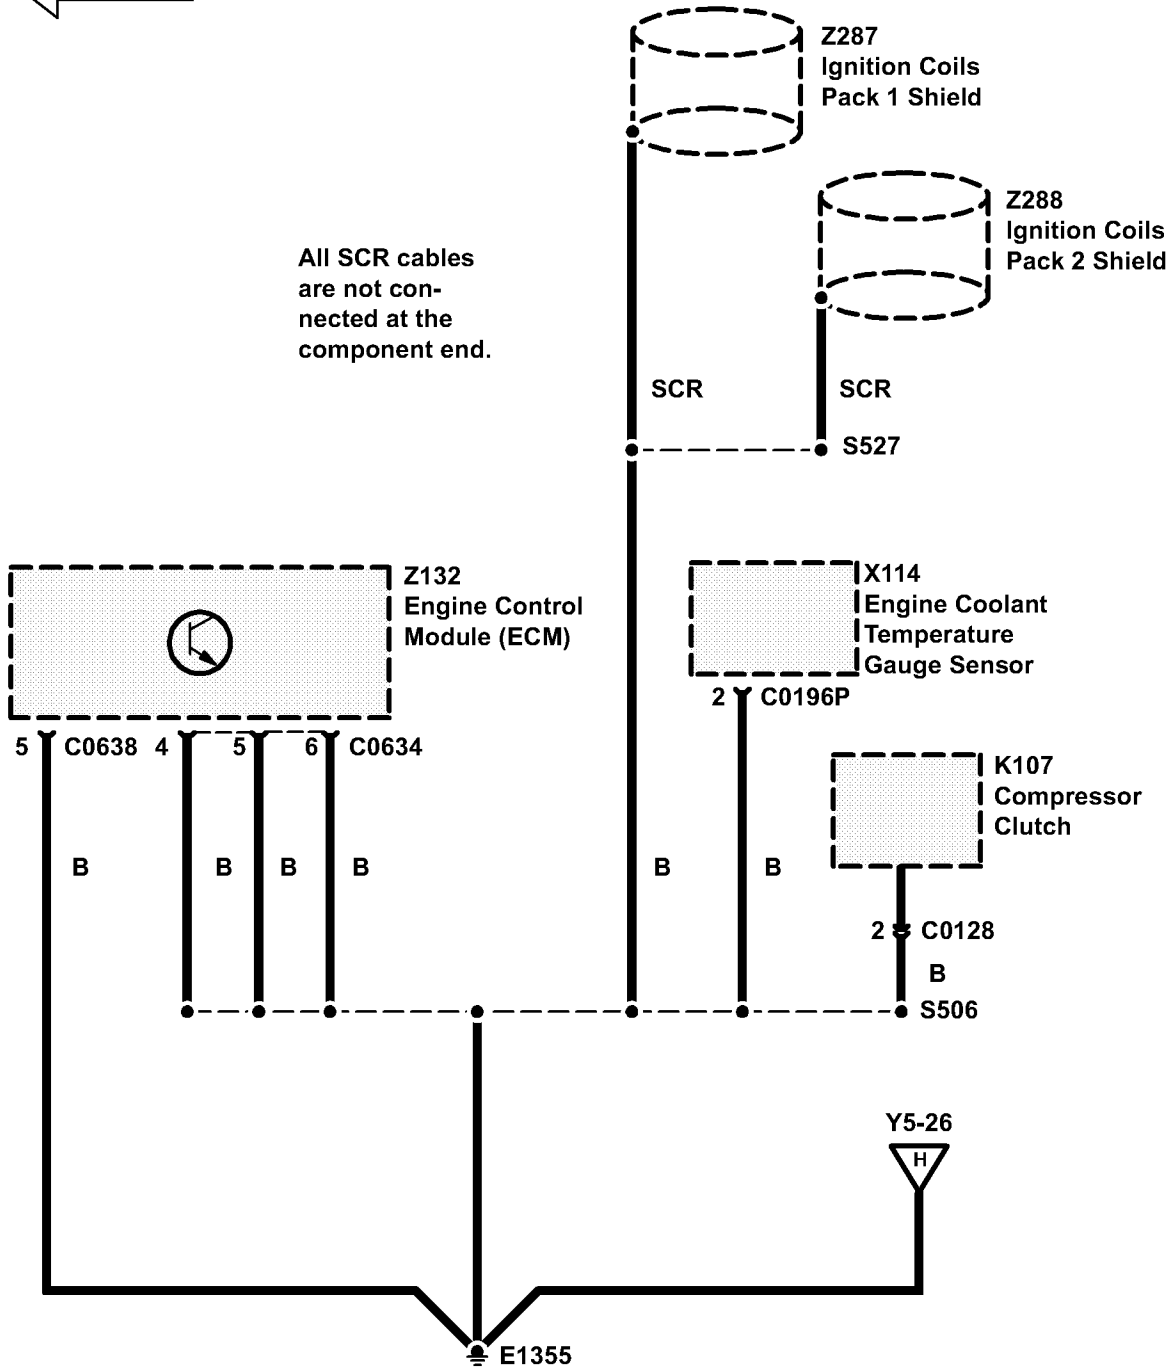 Z287
Ignition Coils
Pack 1 Shield
Z288
Ignition Coils
Pack 2 Shield
All SCR cables
are not con-
nected at the
component end.
SCR
SCR
S527
Z132
Engine Control
Module (ECM)
X114
Engine Coolant
Temperature
Gauge Sensor
2 C0196P
5 C0638 4 5 6 C0634
K107
Compressor
Clutch
B B B B B B
2 C0128
B
S506
Y5-26
H
E1355